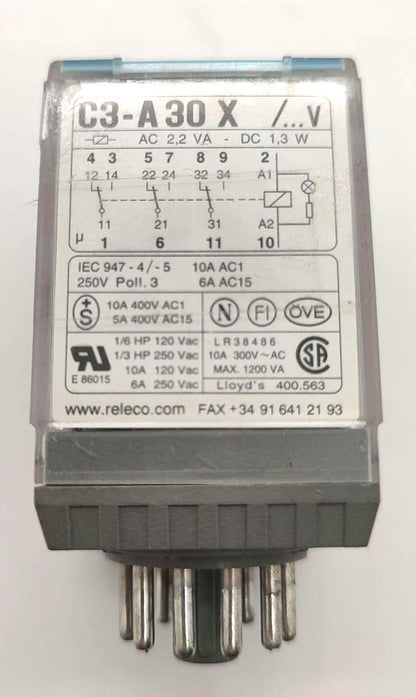 C3-A30 X /...V
AC 2,2 VA - DC 1,3 W
4 3 5 7 8 9 2
12 14 22 24 32 34 A1
11 21 31 A2
µ 1 6 11 10
IEC 947-4/-5 10A AC1
250V Poll. 3 6A AC15
+S 10A 400V AC1
5A 400V AC15
N FI ÖVE
1/6 HP 120 Vac
1/3 HP 250 Vac
10A 120 Vac
6A 250 Vac
E 86015
LR38486
10A 300V~AC
MAX. 1200 VA
SA
Lloyd's 400.563
www.releco.com FAX +34 91 641 21 93